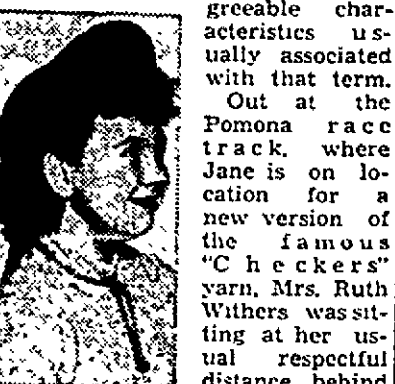 greeable char-
acteristics us-
ually associated
with that term.
Out at the
Pomona race
track, where
Jane is on lo-
cation for a
new version of
the famous
"Checkers"
yarn, Mrs. Ruth
Withers was sit-
ting at her us-
ual respectful
distance behind